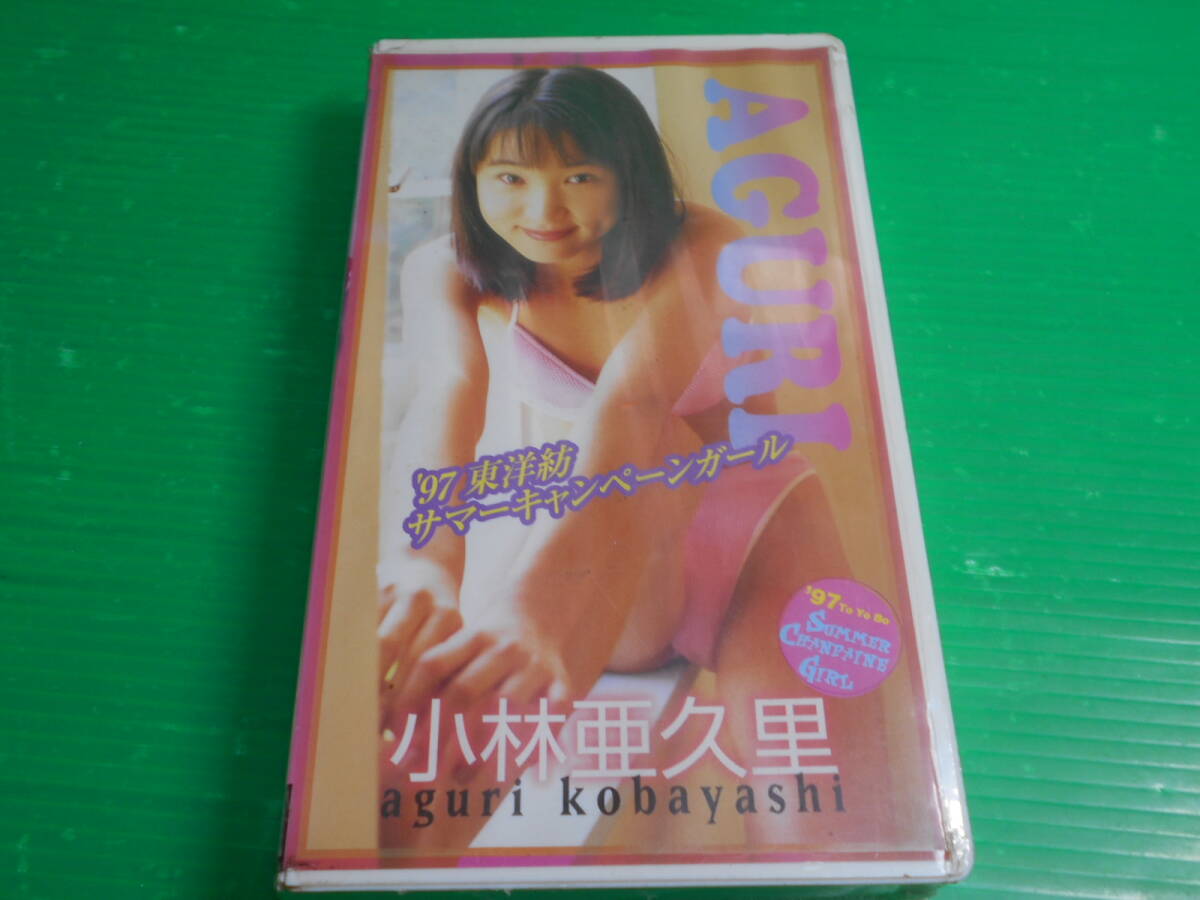 AGURI
'97 東洋紡
サマーキャンペーンガール
'97 To Yo Bo
SUMMER
CHANPAINE
GIRL
小林亜久里
aguri kobayashi